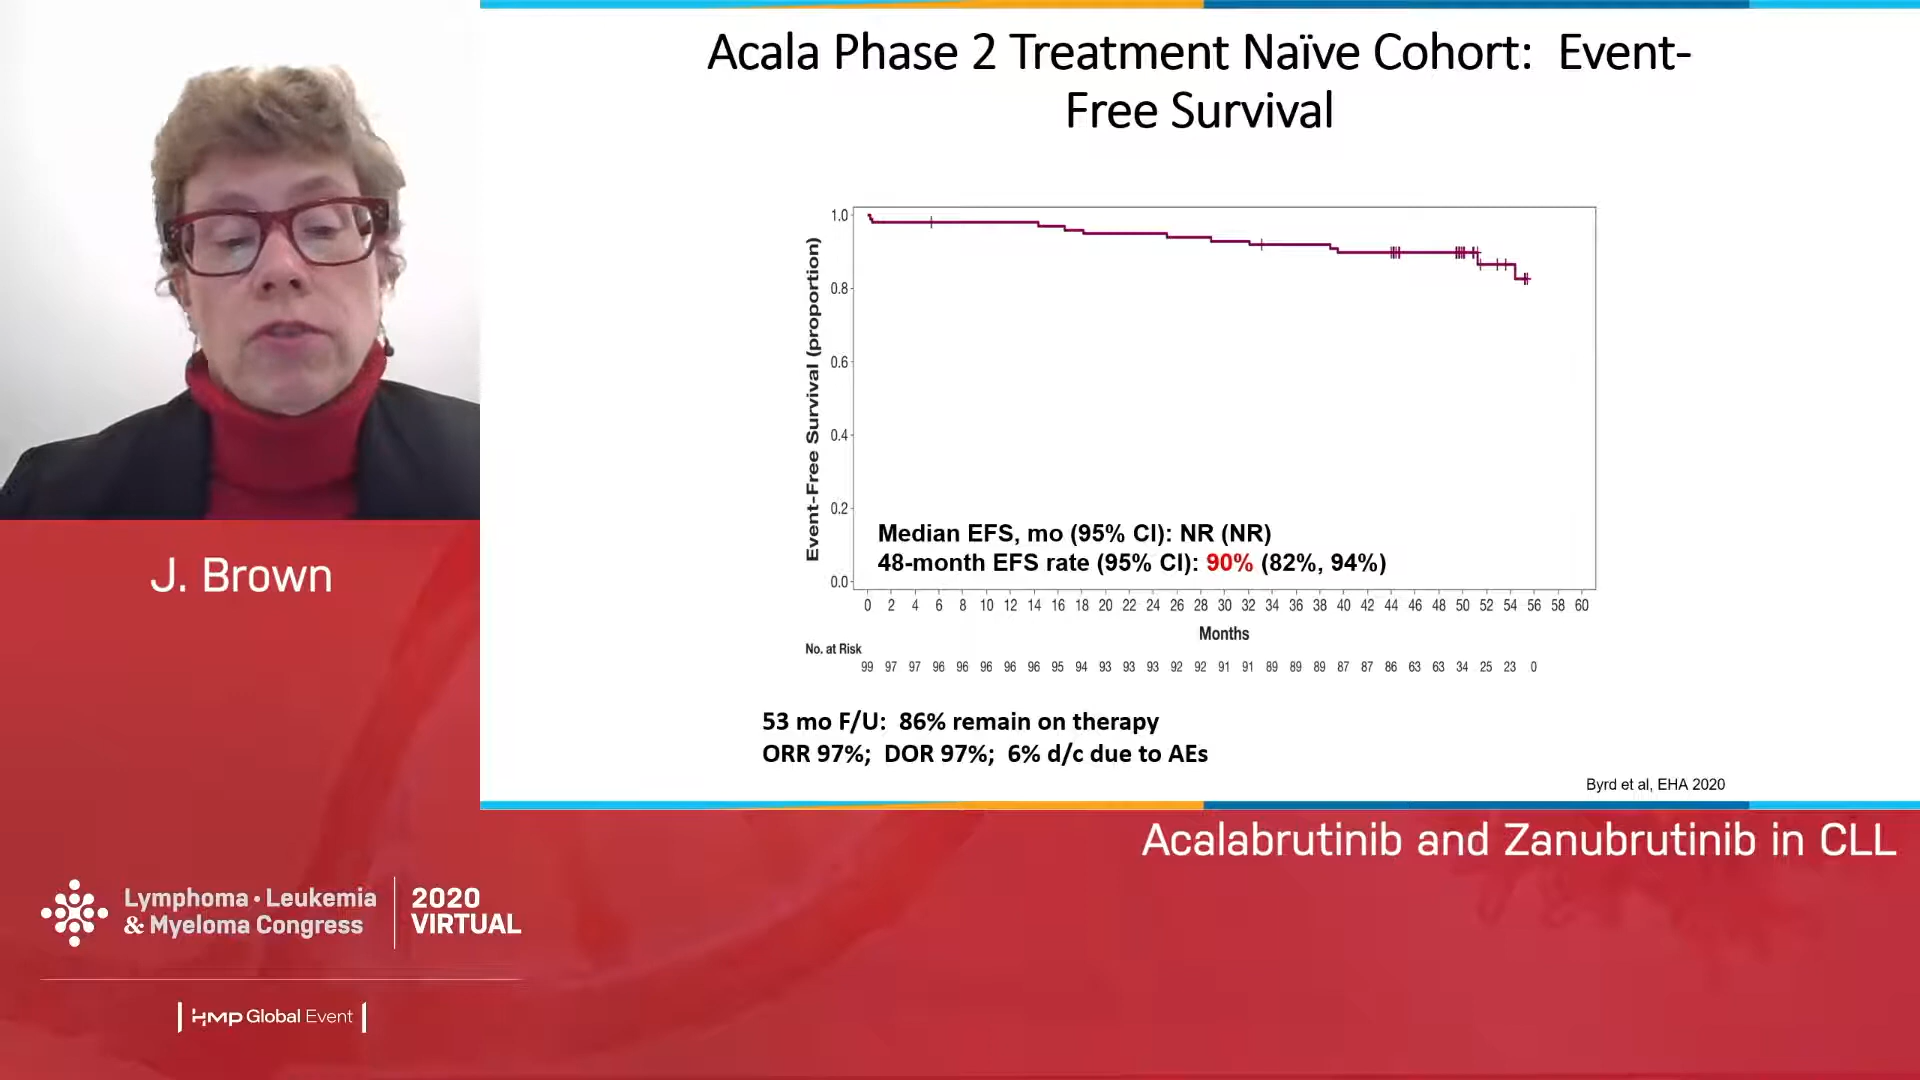 Acala Phase 2 Treatment Naïve Cohort: Event-
Free Survival
Event-Free Survival (proportion)
1.0
0.8
0.6
0.4
0.2
0.0
Median EFS, mo (95% CI): NR (NR)
48-month EFS rate (95% CI): 90% (82%, 94%)
0 2 4 6 8 10 12 14 16 18 20 22 24 26 28 30 32 34 36 38 40 42 44 46 48 50 52 54 56 58 60
Months
No. at Risk
99 97 97 96 96 96 96 96 95 94 93 93 93 92 92 91 91 89 89 89 87 87 86 63 63 34 25 23 0
53 mo F/U: 86% remain on therapy
ORR 97%; DOR 97%; 6% d/c due to AEs
Byrd et al, EHA 2020
J. Brown
Acalabrutinib and Zanubrutinib in CLL
Lymphoma • Leukemia
& Myeloma Congress
2020
VIRTUAL
HMP Global Event